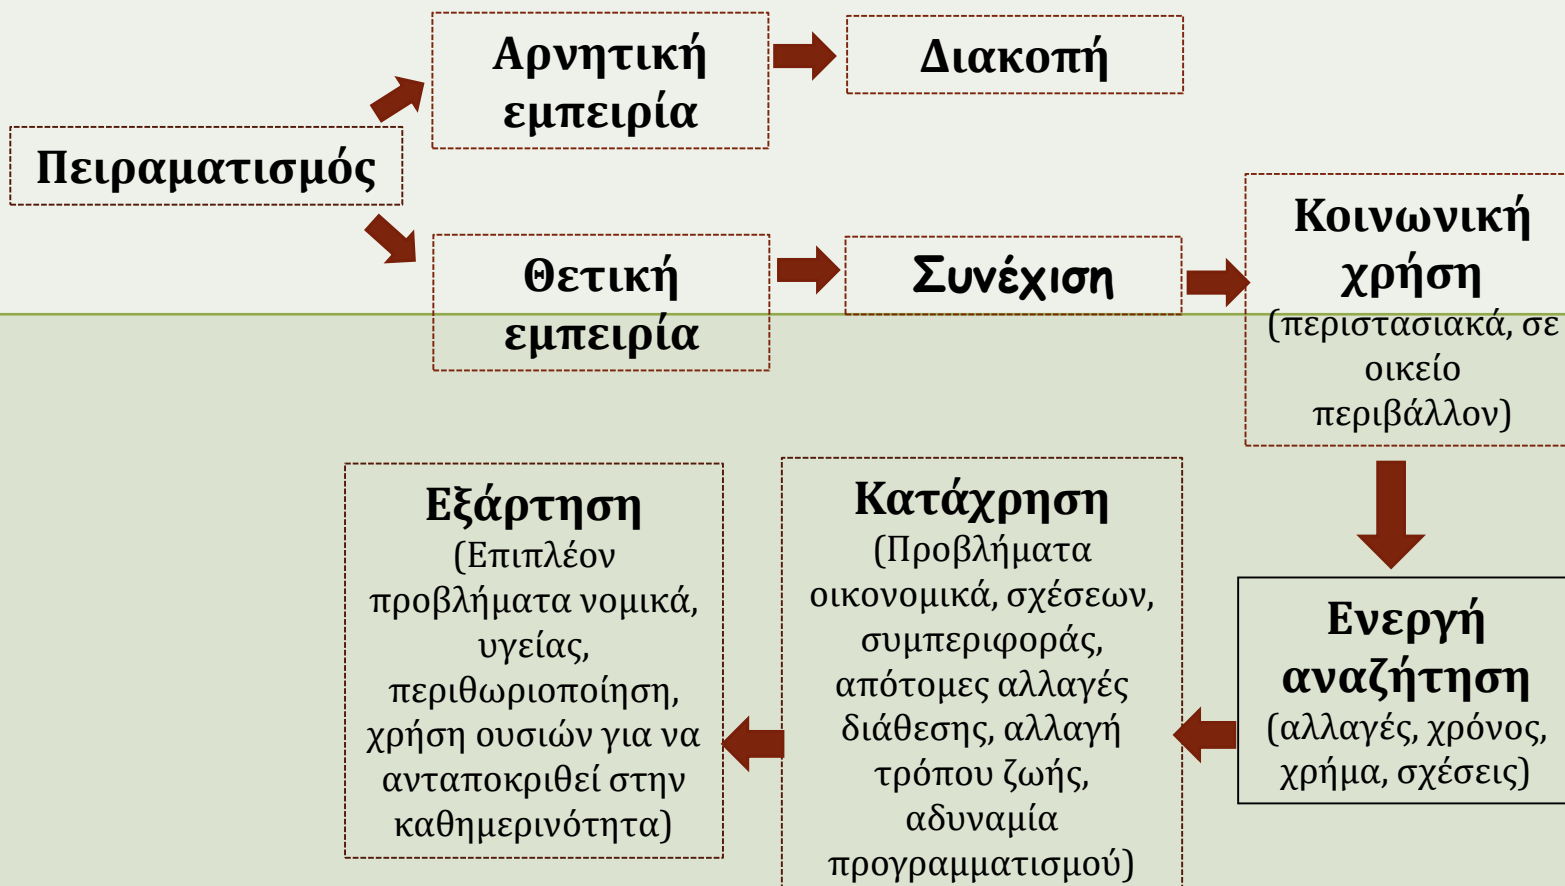 Πειραματισμός
Αρνητική
εμπειρία
Διακοπή
Θετική
εμπειρία
Συνέχιση
Κοινωνική
χρήση
(περιστασιακά, σε
οικείο
περιβάλλον)
Ενεργή
αναζήτηση
(αλλαγές, χρόνος,
χρήμα, σχέσεις)
Κατάχρηση
(Προβλήματα
οικονομικά, σχέσεων,
συμπεριφοράς,
απότομες αλλαγές
διάθεσης, αλλαγή
τρόπου ζωής,
αδυναμία
προγραμματισμού)
Εξάρτηση
(Επιπλέον
προβλήματα νομικά,
υγείας,
περιθωριοποίηση,
χρήση ουσιών για να
ανταποκριθεί στην
καθημερινότητα)